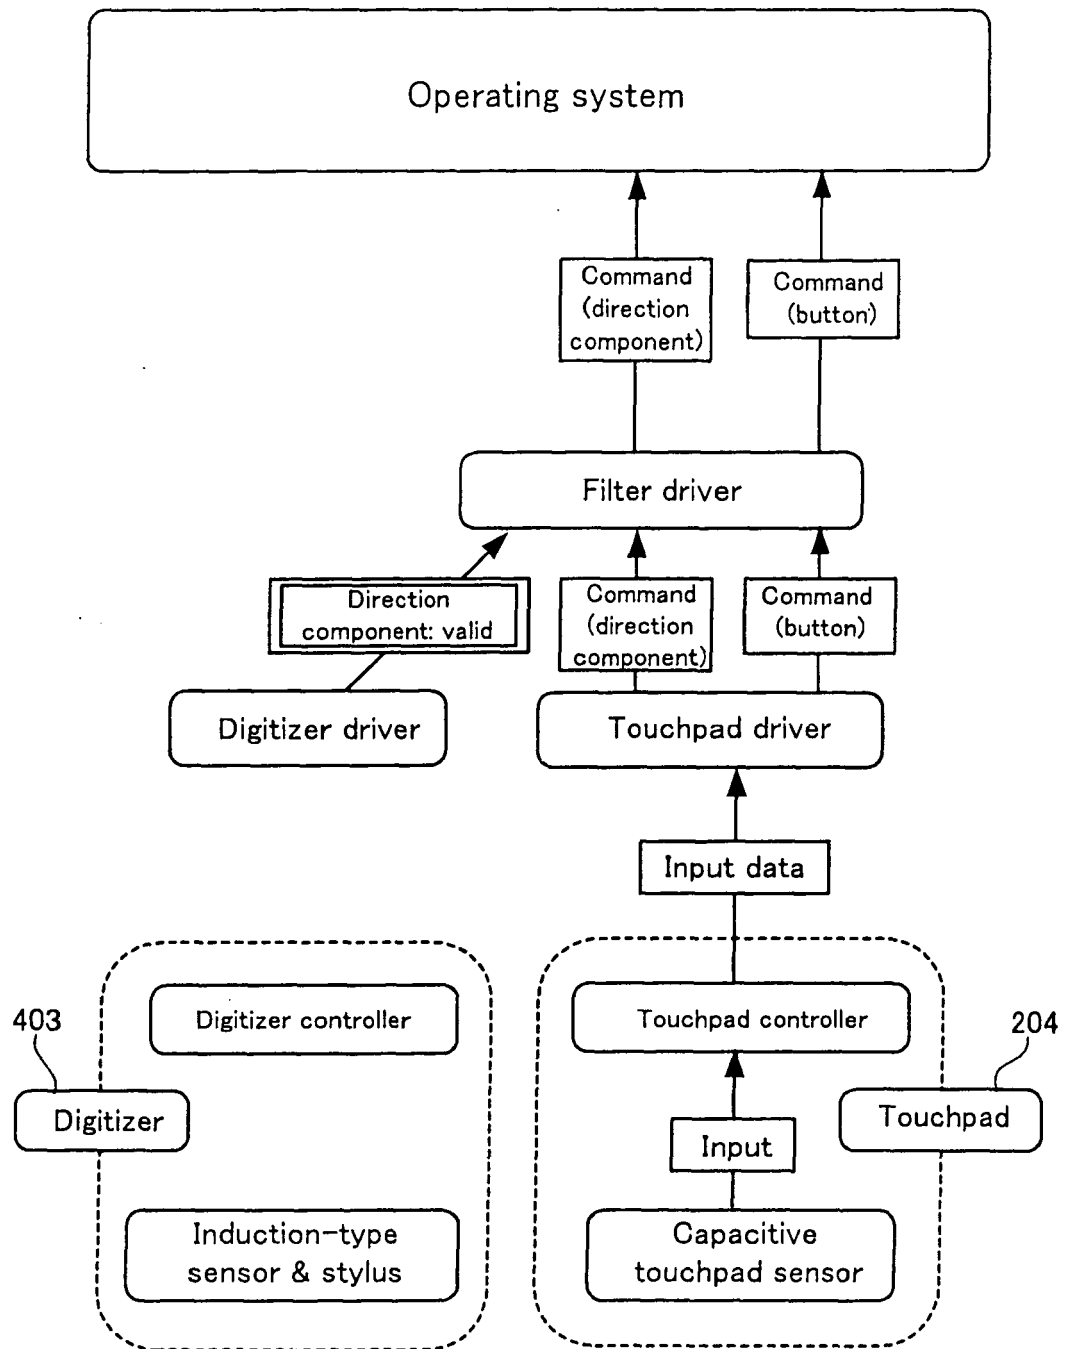 Operating system
Command
(direction
component)
Command
(button)
Filter driver
Direction
component: valid
Command
(direction
component)
Command
(button)
Digitizer driver
Touchpad driver
Input data
403
Digitizer controller
Touchpad controller
204
Digitizer
Input
Touchpad
Induction-type
sensor & stylus
Capacitive
touchpad sensor